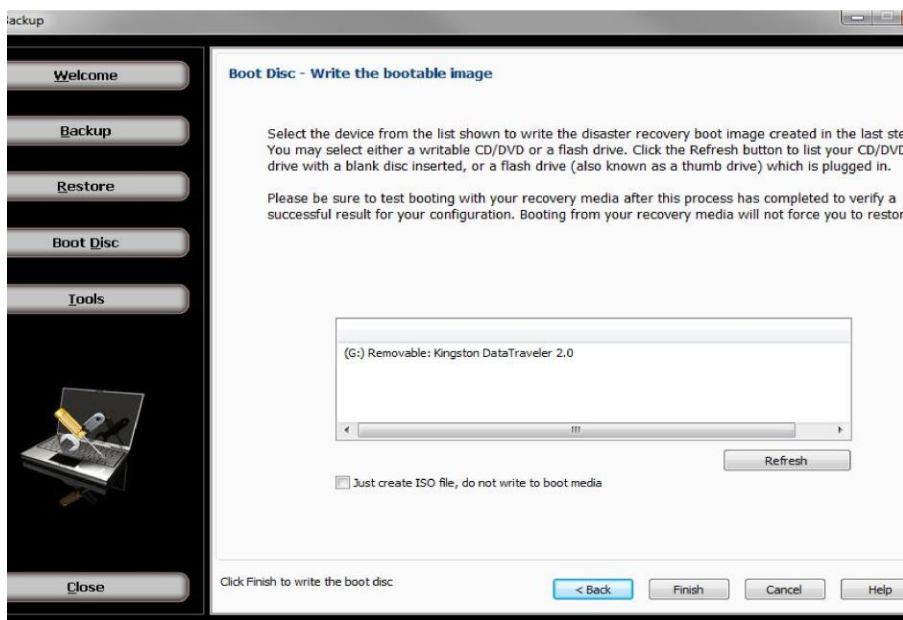 Backup
Welcome
Backup
Restore
Boot Disc
Tools
Close
Boot Disc - Write the bootable image
Select the device from the list shown to write the disaster recovery boot image created in the last
You may select either a writable CD/DVD or a flash drive. Click the Refresh button to list your CD/DVD
drive with a blank disc inserted, or a flash drive (also known as a thumb drive) which is plugged in.
Please be sure to test booting with your recovery media after this process has completed to verify a
successful result for your configuration. Booting from your recovery media will not force you to
(G:) Removable: Kingston DataTraveler 2.0
Refresh
Just create ISO file, do not write to boot media
Click Finish to write the boot disc
< Back
Finish
Cancel
Help